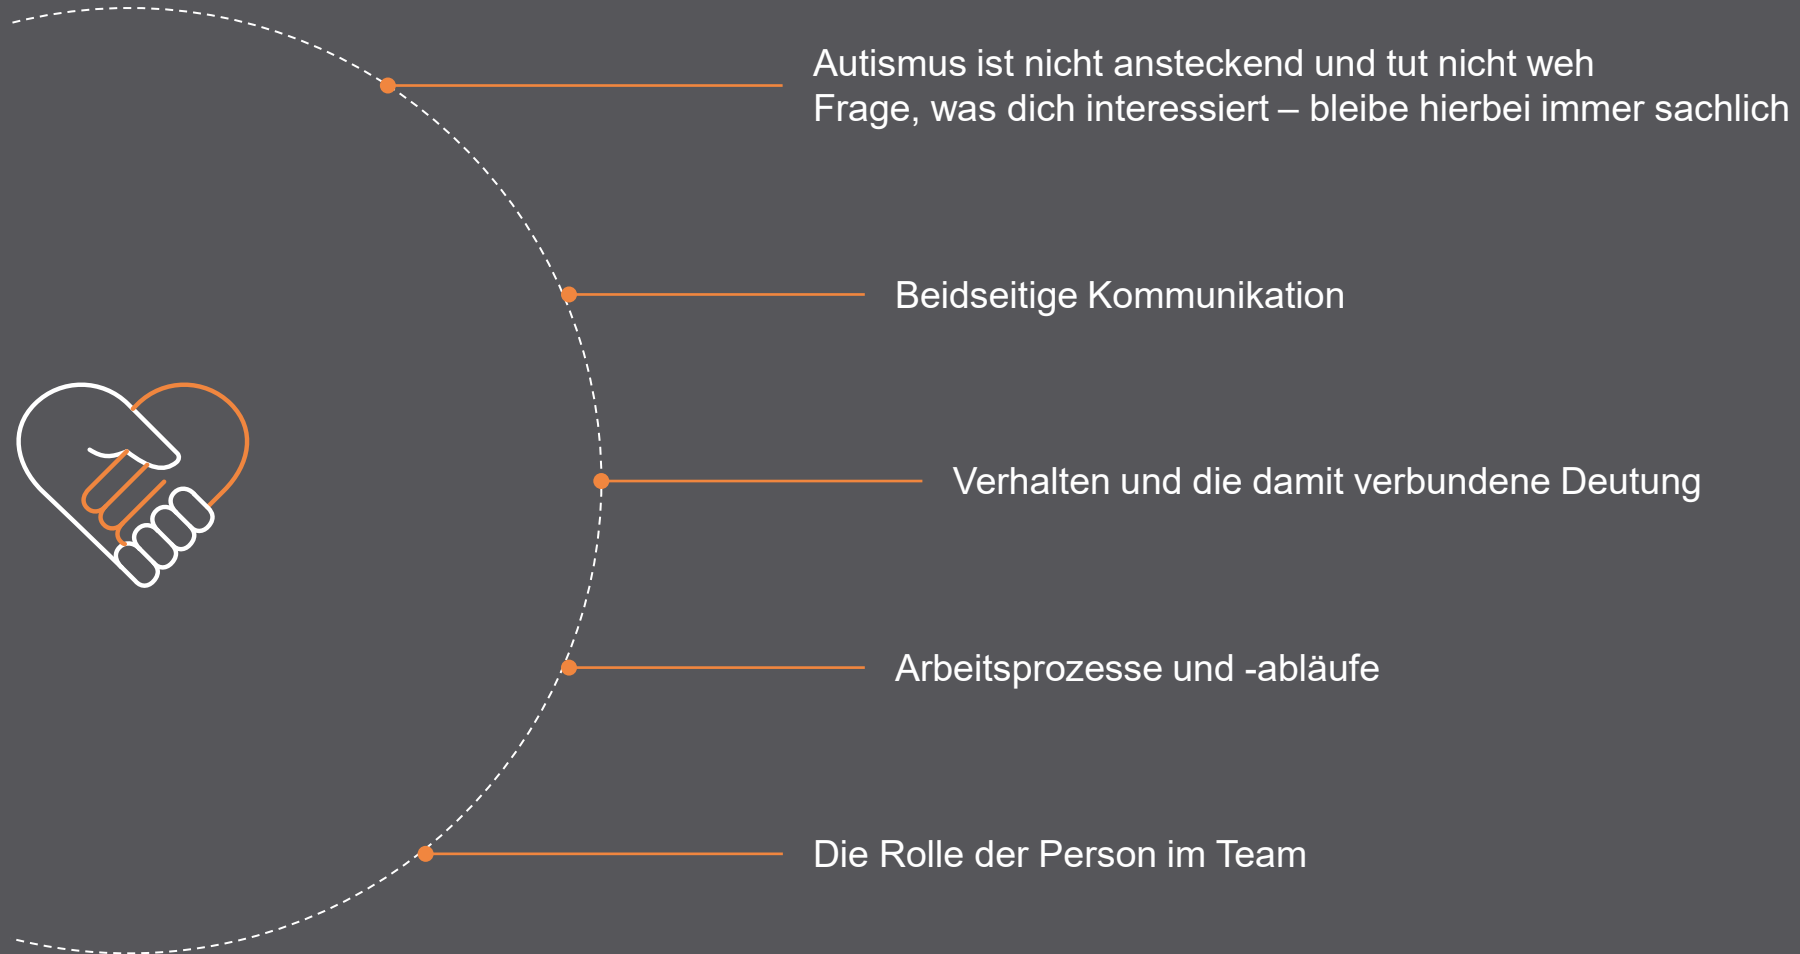 Autismus ist nicht ansteckend und tut nicht weh
Frage, was dich interessiert – bleibe hierbei immer sachlich
Beidseitige Kommunikation
Verhalten und die damit verbundene Deutung
Arbeitsprozesse und -abläufe
Die Rolle der Person im Team